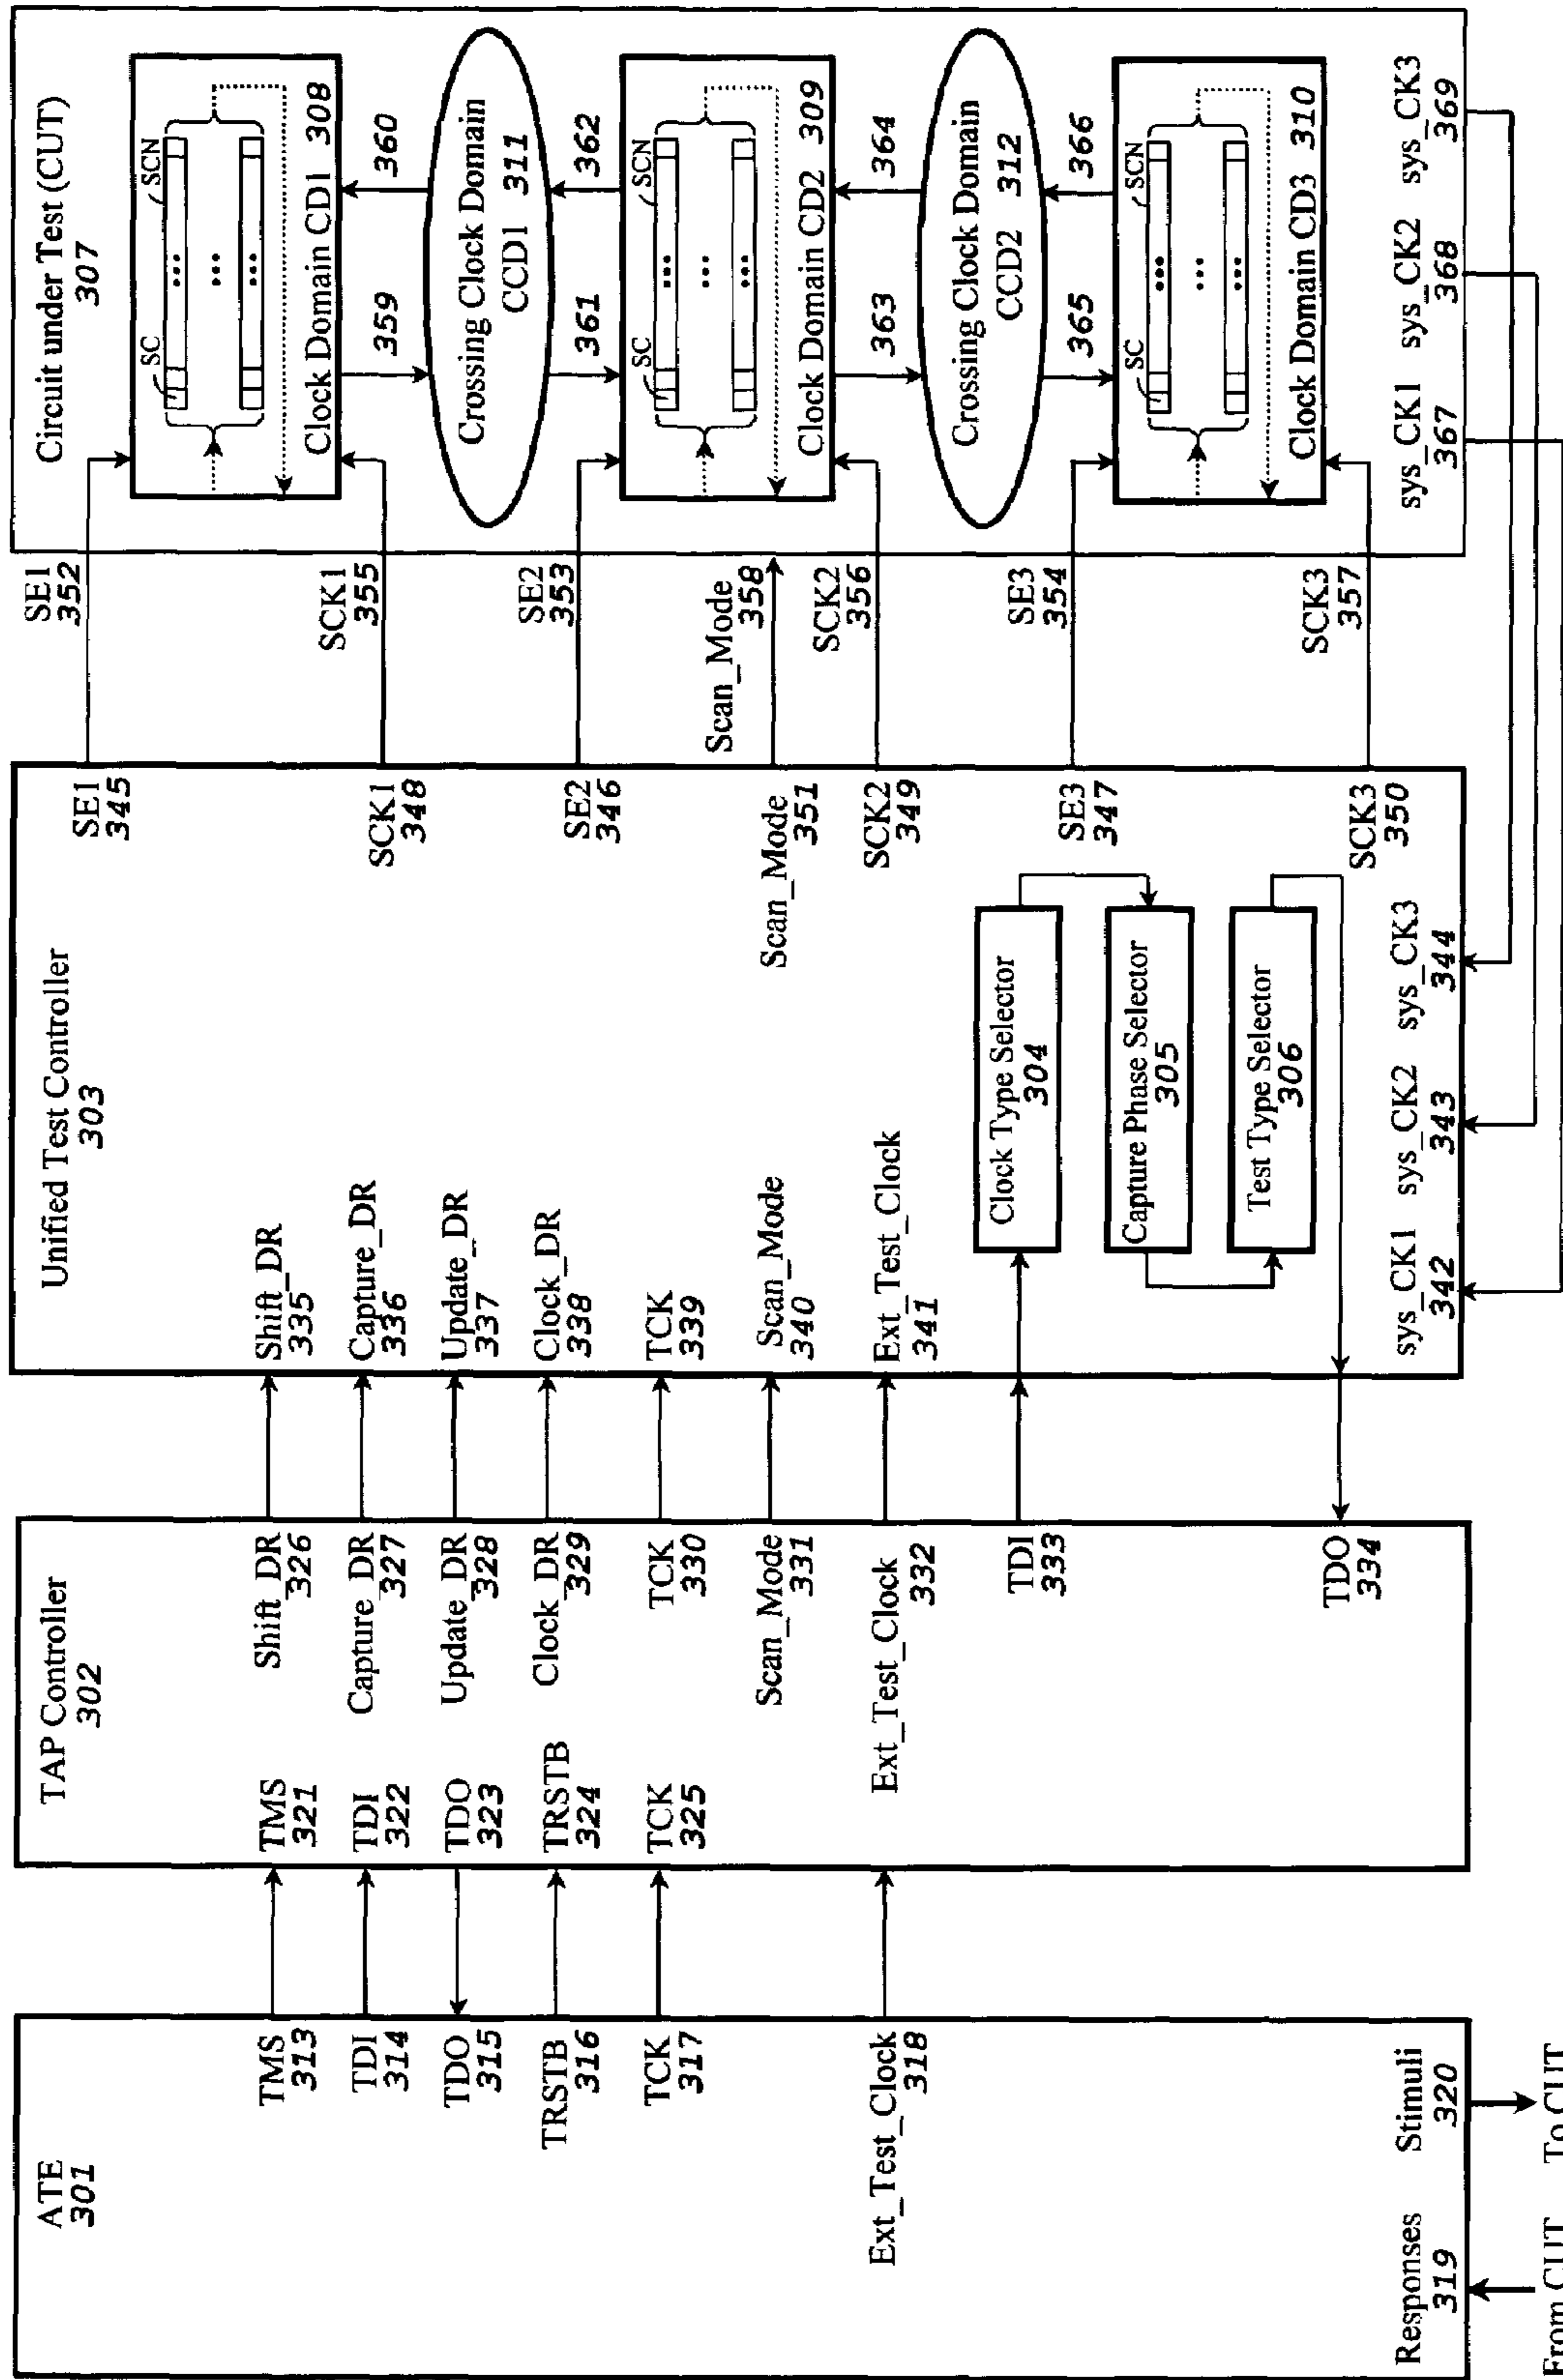 ATE
301
TMS
313
TDI
314
TDO
315
TRSTB
316
TCK
317
Ext_Test_Clock
318
Responses
319
Stimuli
320
From CUT
To CUT
TAP Controller
302
TMS
321
TDI
322
TDO
323
TRSTB
324
TCK
325
Ext_Test_Clock
332
Shift_DR
326
Capture_DR
327
Update_DR
328
Clock_DR
329
TCK
330
Scan_Mode
331
TDI
333
TDO
334
Unified Test Controller
303
Shift_DR
335
Capture_DR
336
Update_DR
337
Clock_DR
338
TCK
339
Scan_Mode
340
Ext_Test_Clock
341
Clock Type Selector
304
Capture Phase Selector
305
Test Type Selector
306
sys_CK1
342
sys_CK2
343
sys_CK3
344
SE1
345
SCK1
348
SE2
346
Scan_Mode
351
SCK2
349
SE3
347
SCK3
350
SE1
352
SCK1
355
SE2
353
Scan_Mode
358
SCK2
356
SE3
354
SCK3
357
Circuit under Test (CUT)
307
SC
SCN
...
...
...
Clock Domain CD1 308
359
360
Crossing Clock Domain
CCD1 311
361
362
SC
SCN
...
...
...
Clock Domain CD2 309
363
364
Crossing Clock Domain
CCD2 312
365
366
SC
SCN
...
...
...
Clock Domain CD3 310
sys_CK1
367
sys_CK2
368
sys_CK3
369